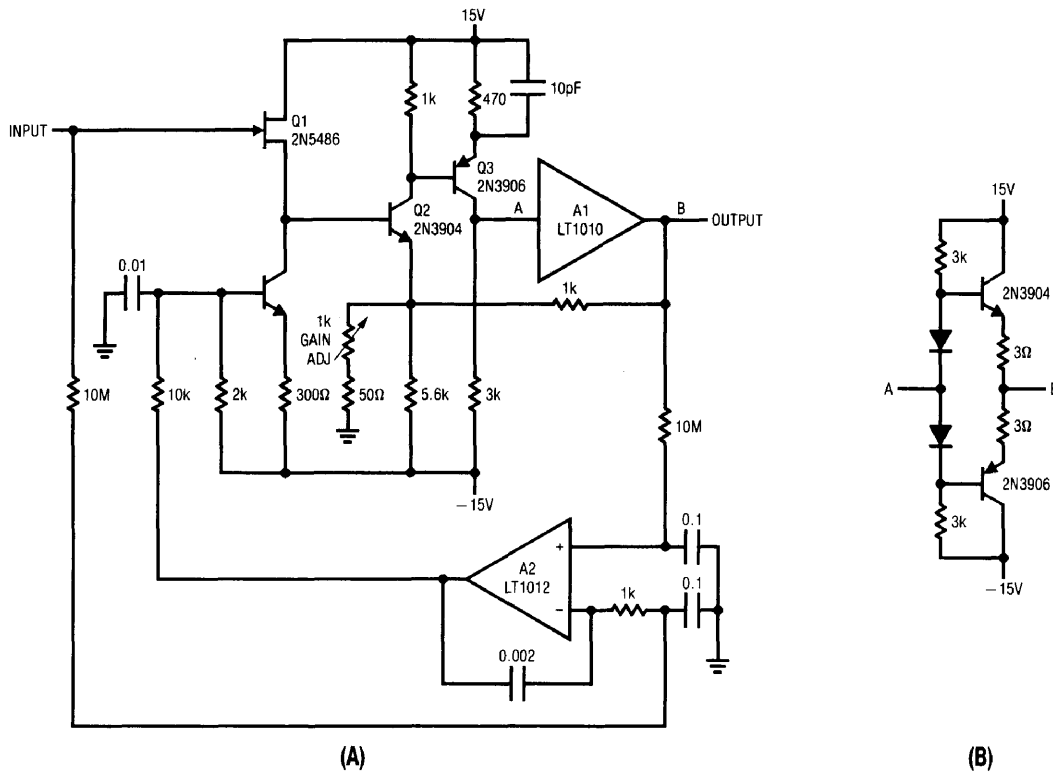 15V
1k
470
10pF
INPUT
Q1
2N5486
Q3
2N3906
Q2
2N3904
A
A1
LT1010
B
OUTPUT
15V
3k
2N3904
0.01
1k
1k
GAIN
ADJ
3Ω
A
B
3Ω
10M
10k
2k
300Ω
50Ω
5.6k
3k
10M
2N3906
3k
−15V
−15V
0.1
+
A2
LT1012
−
1k
0.1
0.002
(A)
(B)